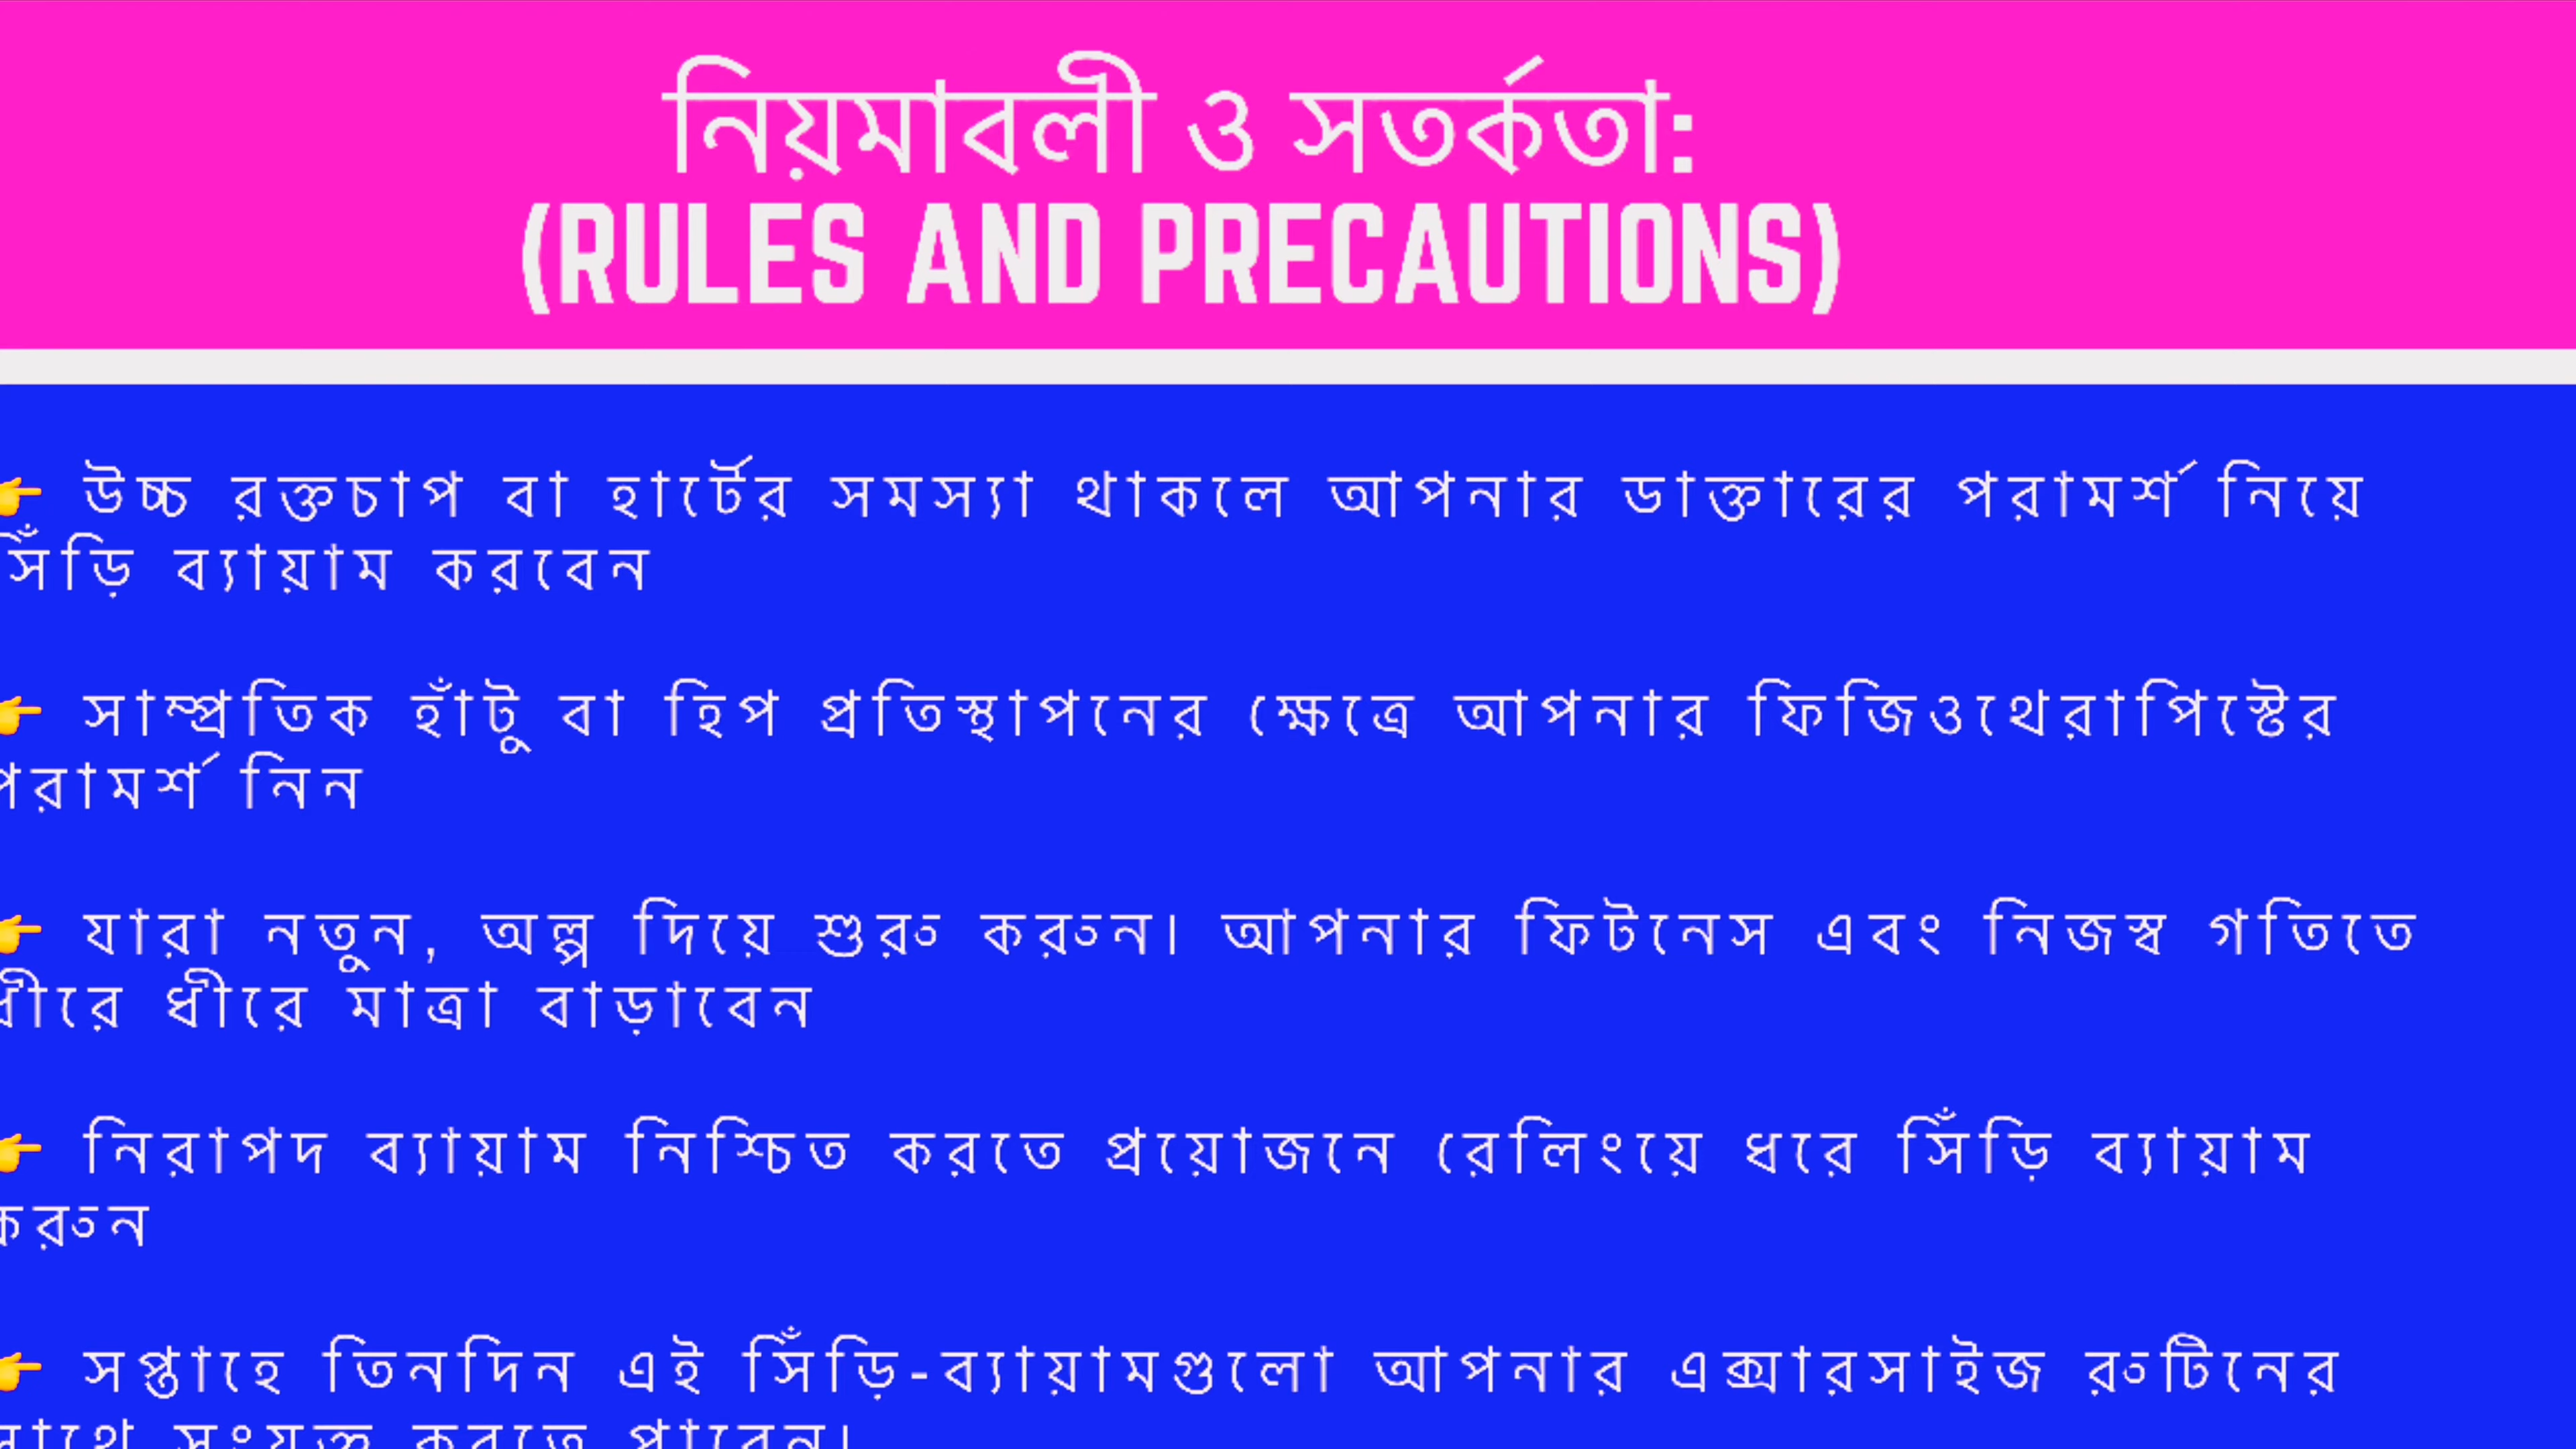 নিয়মাবলী ও সতর্কতা:
(RULES AND PRECAUTIONS)
👉 উচ্চ রক্তচাপ বা হার্টের সমস্যা থাকলে আপনার ডাক্তারের পরামর্শ নিয়ে
সিঁড়ি ব্যায়াম করবেন
👉 সাম্প্রতিক হাঁটু বা হিপ প্রতিস্থাপনের ক্ষেত্রে আপনার ফিজিওথেরাপিস্টের
পরামর্শ নিন
👉 যারা নতুন, অল্প দিয়ে শুরু করুন। আপনার ফিটনেস এবং নিজস্ব গতিতে
ধীরে ধীরে মাত্রা বাড়াবেন
👉 নিরাপদ ব্যায়াম নিশ্চিত করতে প্রয়োজনে রেলিংয়ে ধরে সিঁড়ি ব্যায়াম
করুন
👉 সপ্তাহে তিনদিন এই সিঁড়ি-ব্যায়ামগুলো আপনার এক্সারসাইজ রুটিনের
সাথে সংযুক্ত করতে পারেন।